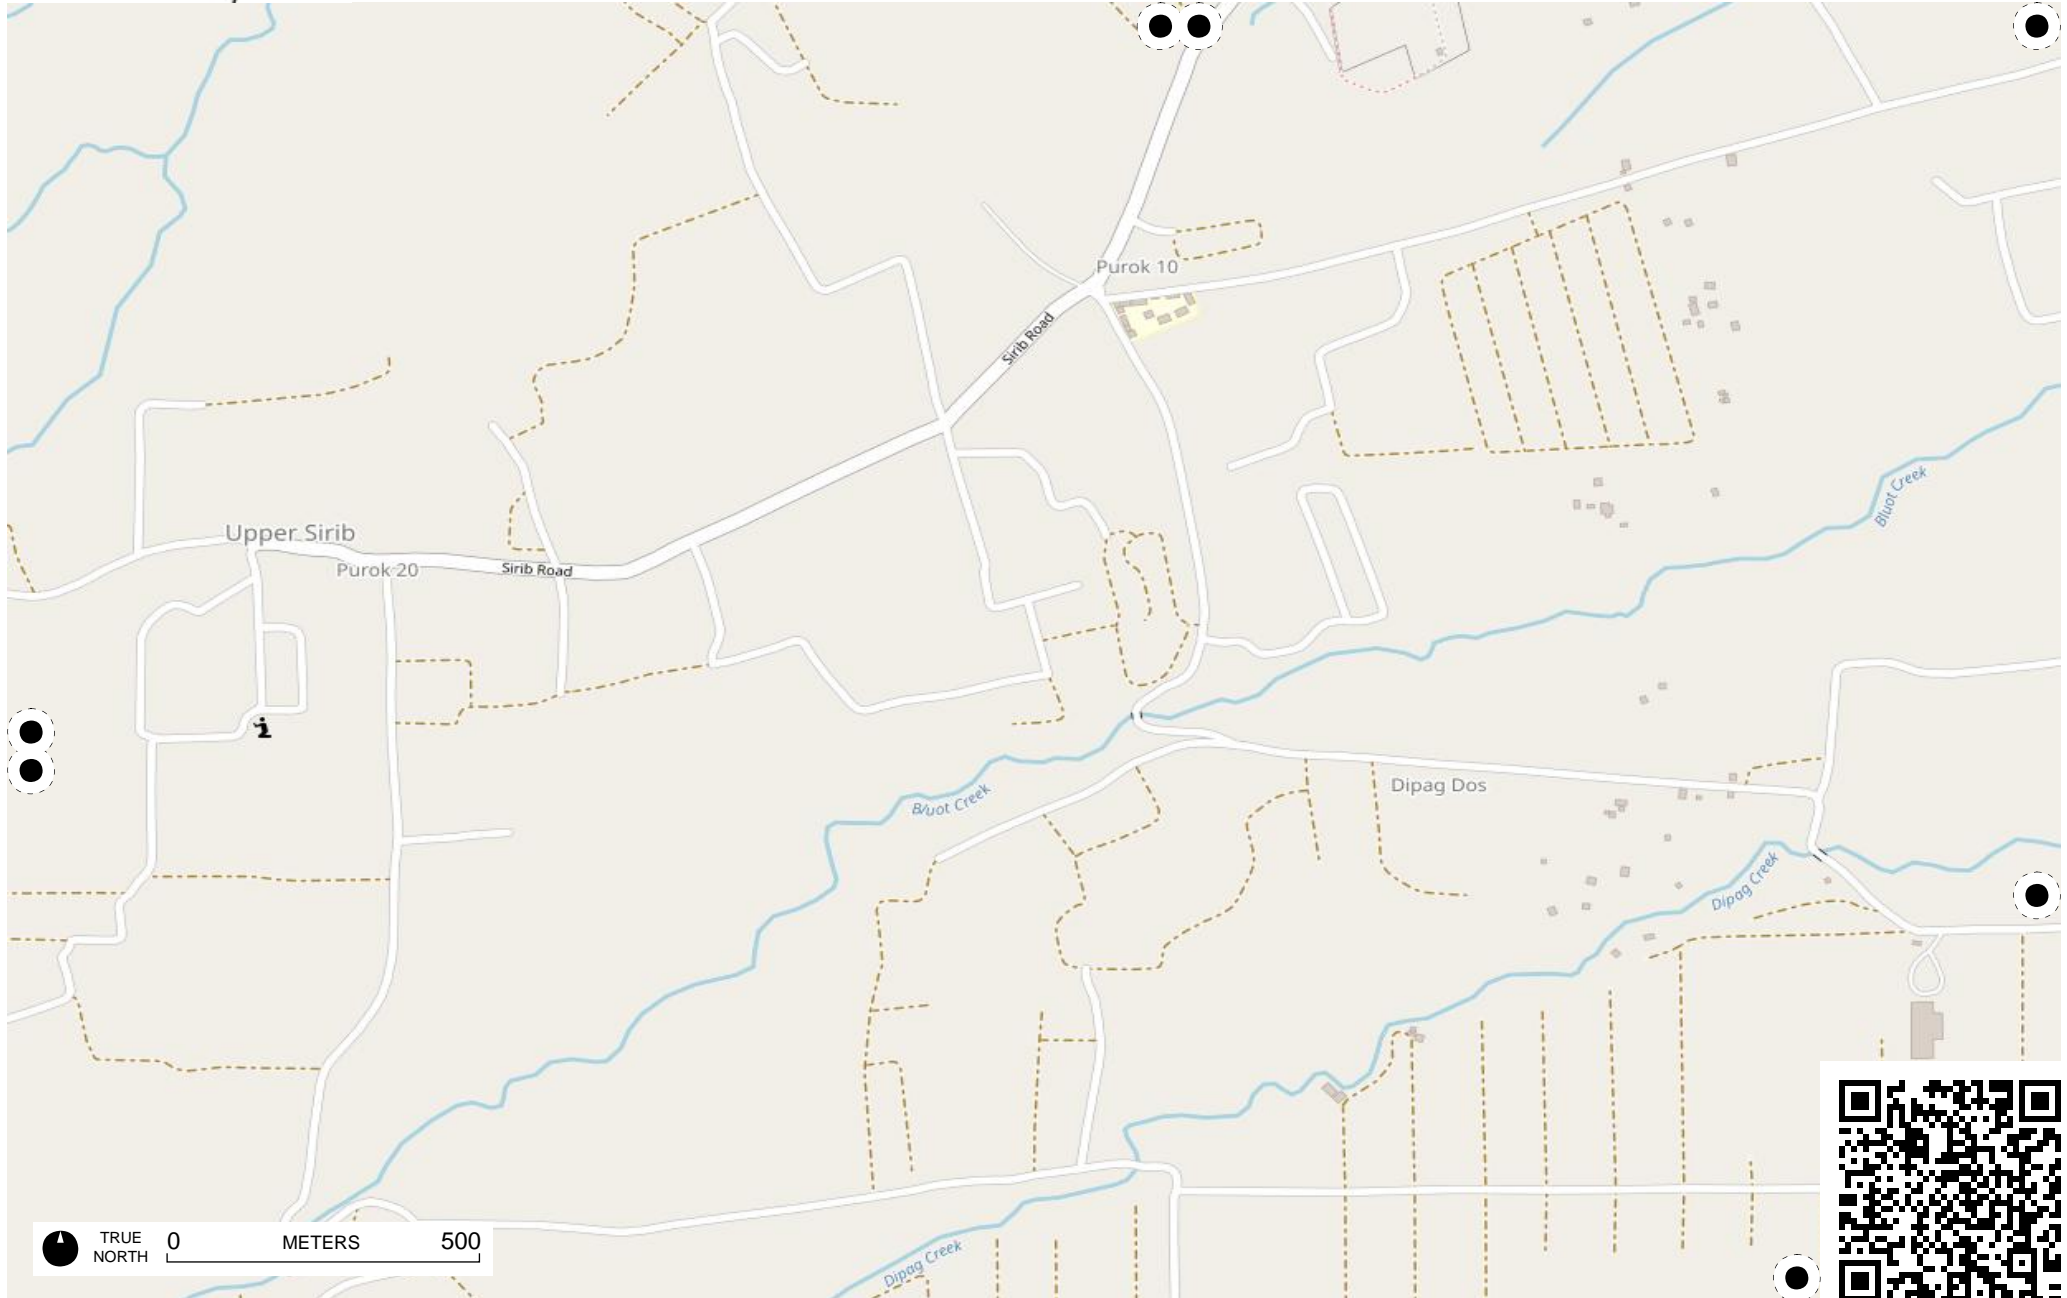 Purok 10
Sirib Road
Bluot Creek
Upper Sirib
Purok 20
Sirib Road
Dipag Dos
Bluot Creek
Dipag Creek
TRUE
NORTH
0 METERS 500
Dipag Creek